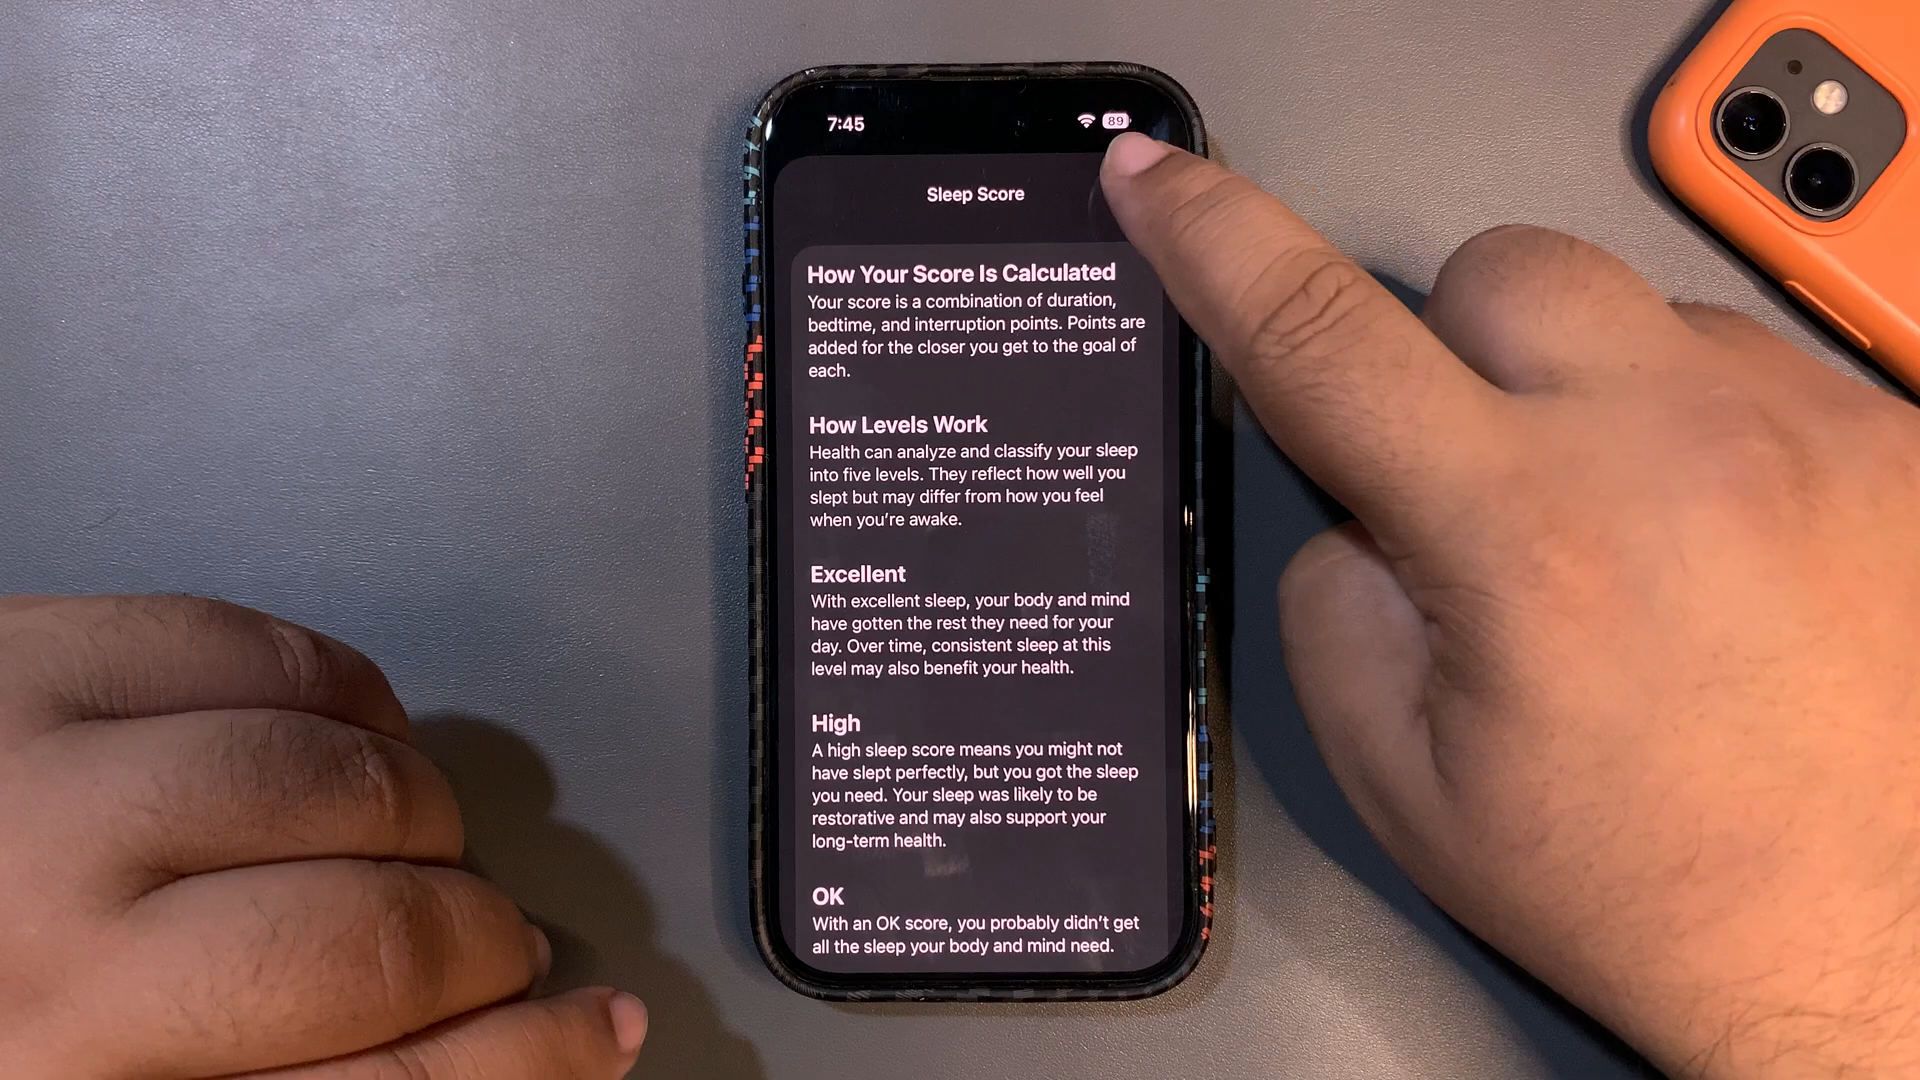 7:45
89
Sleep Score
How Your Score Is Calculated
Your score is a combination of duration,
bedtime, and interruption points. Points are
added for the closer you get to the goal of
each.
How Levels Work
Health can analyze and classify your sleep
into five levels. They reflect how well you
slept but may differ from how you feel
when you’re awake.
Excellent
With excellent sleep, your body and mind
have gotten the rest they need for your
day. Over time, consistent sleep at this
level may also benefit your health.
High
A high sleep score means you might not
have slept perfectly, but you got the sleep
you need. Your sleep was likely to be
restorative and may also support your
long-term health.
OK
With an OK score, you probably didn’t get
all the sleep your body and mind need.